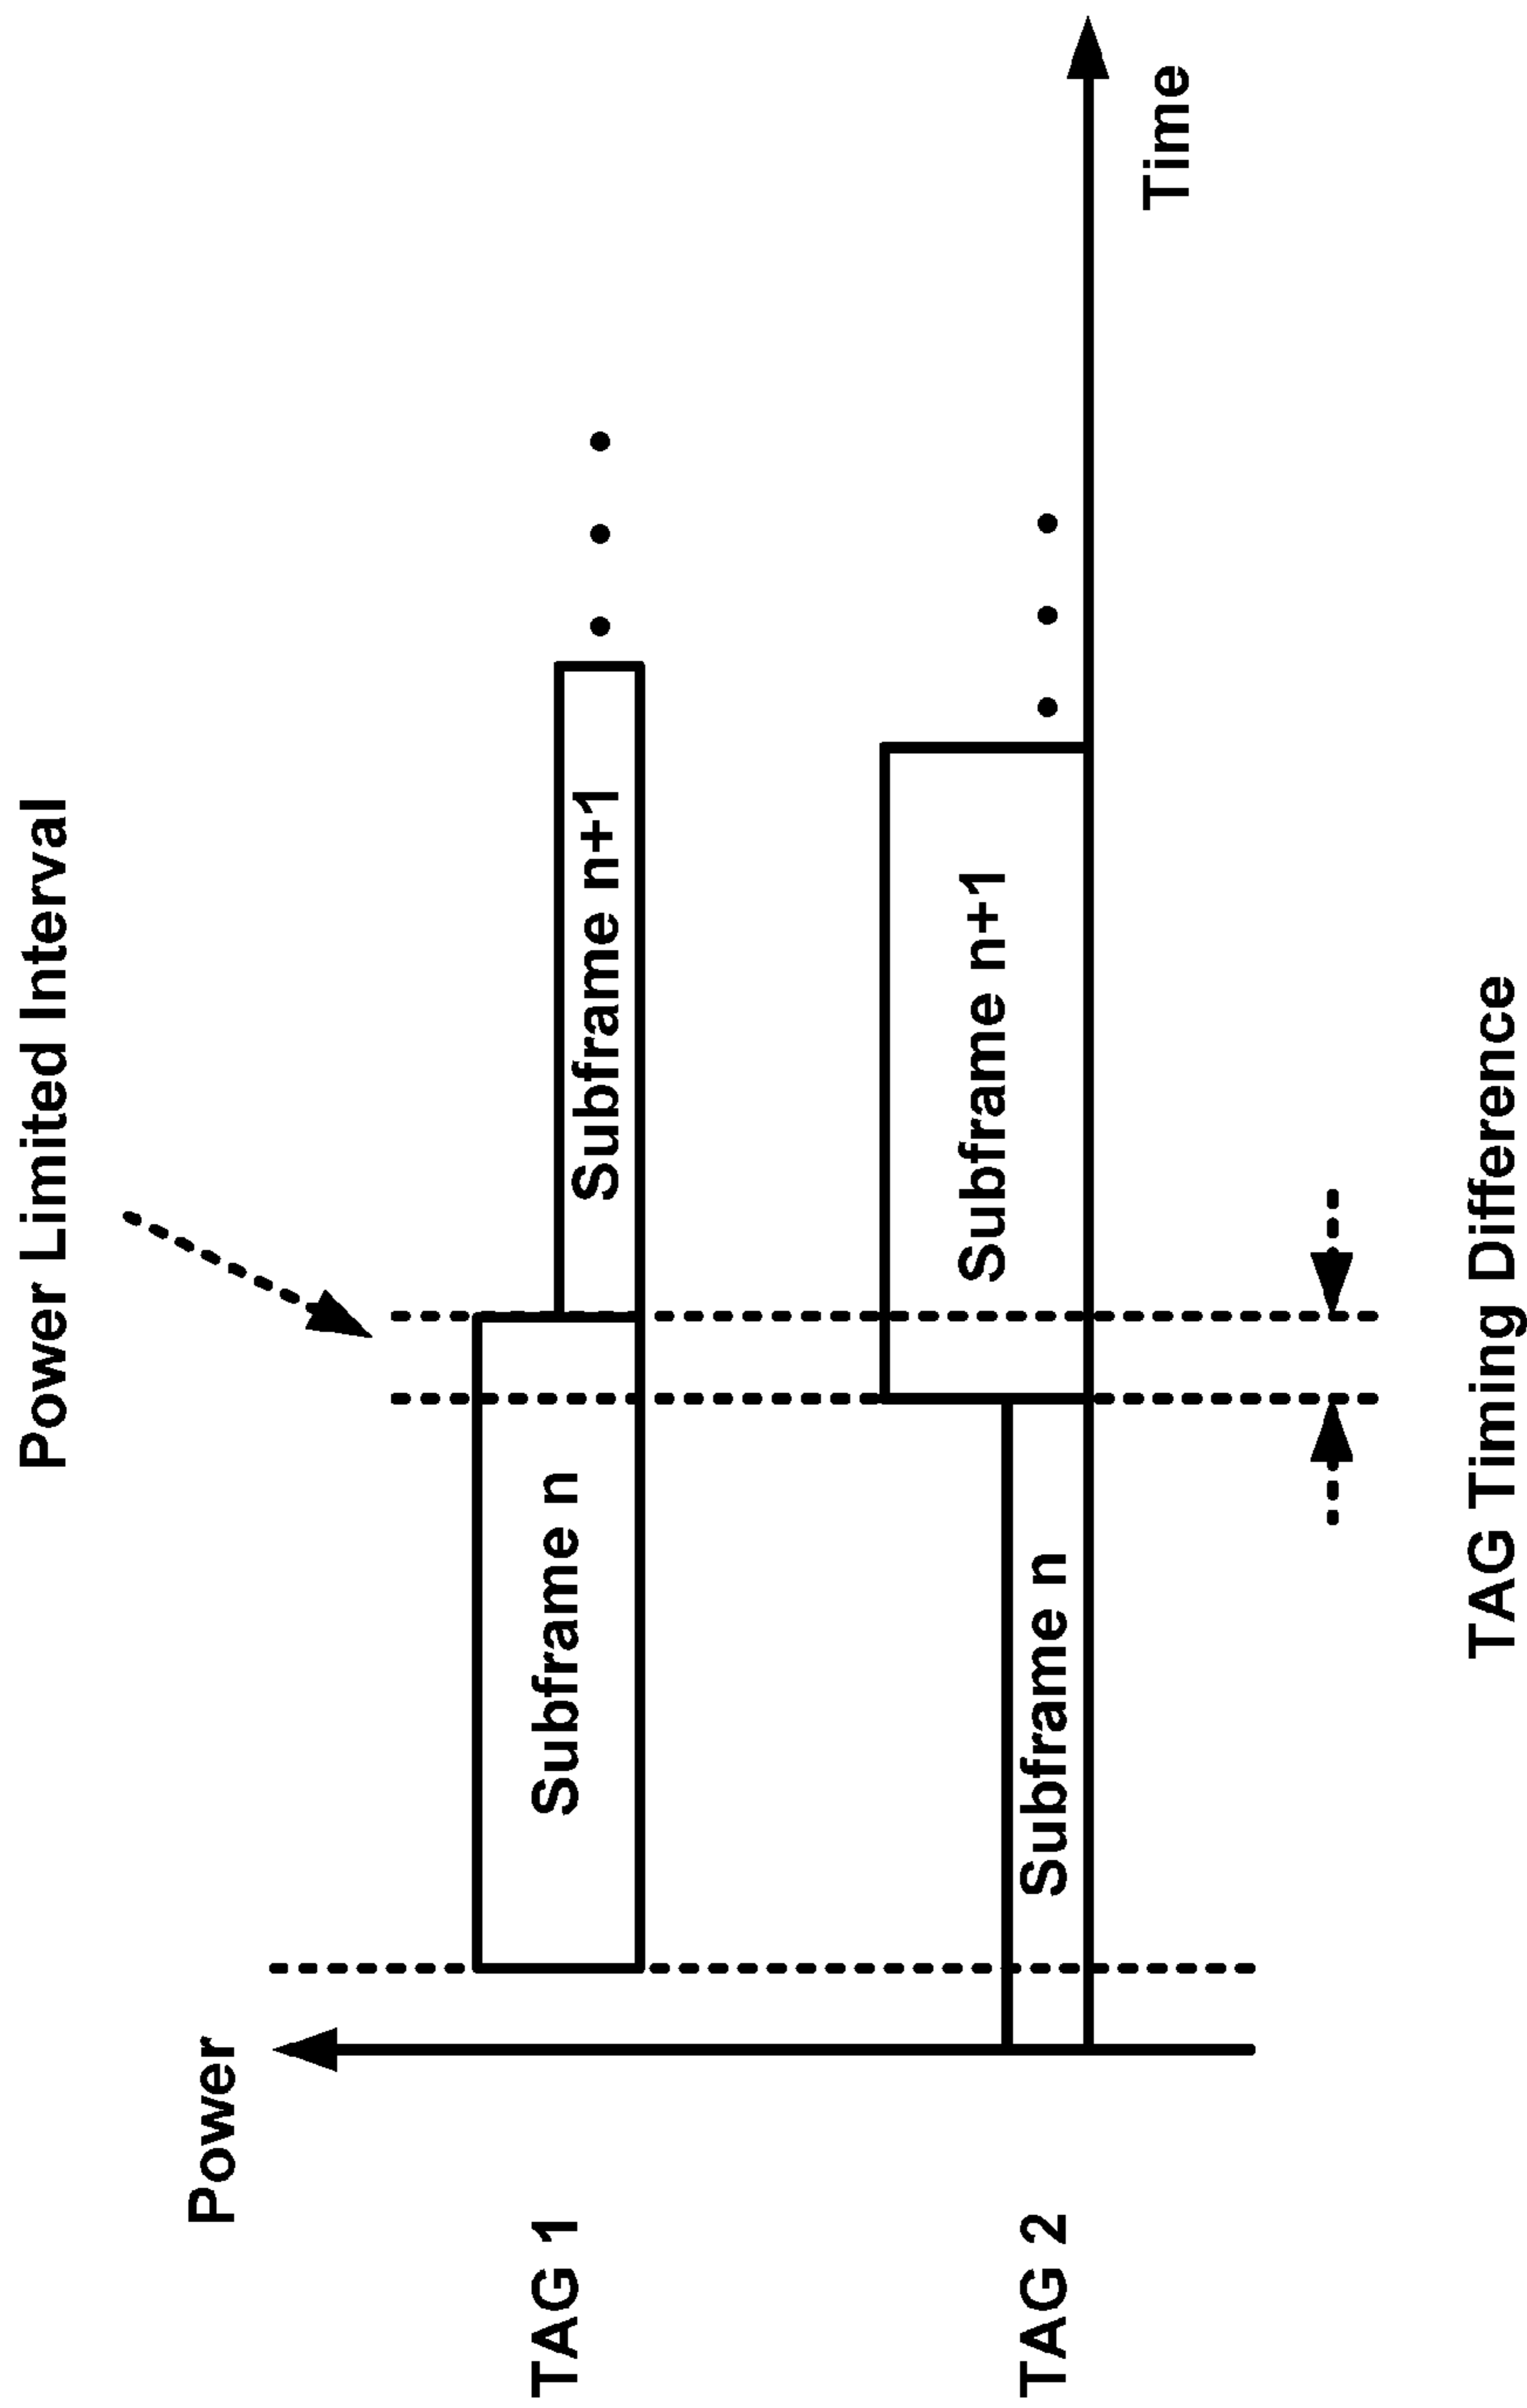 Power Limited Interval
Power
TAG 1
Subframe n
Subframe n+1
TAG 2
Subframe n
Subframe n+1
Time
TAG Timing Difference